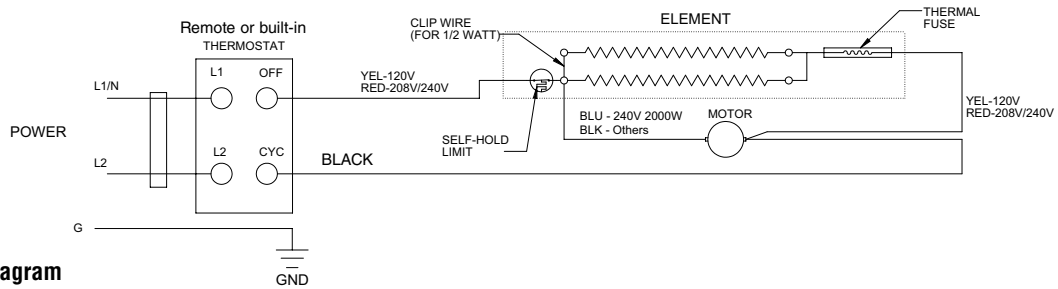 Remote or built-in
THERMOSTAT
L1
OFF
L2
CYC
POWER
L1/N
L2
G
GND
YEL-120V
RED-208V/240V
BLACK
CLIP WIRE
(FOR 1/2 WATT)
SELF-HOLD
LIMIT
ELEMENT
THERMAL
FUSE
BLU - 240V 2000W
BLK - Others
MOTOR
YEL-120V
RED-208V/240V
agram